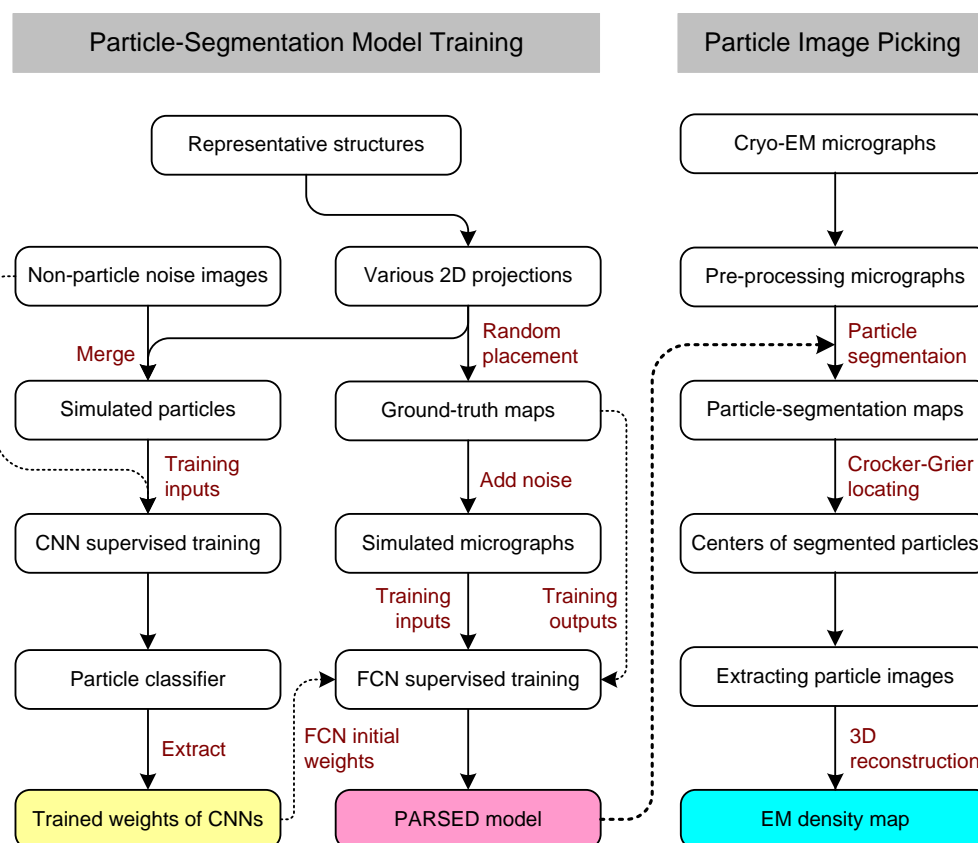 Particle-Segmentation Model Training
Particle Image Picking
Representative structures
Cryo-EM micrographs
Non-particle noise images
Various 2D projections
Pre-processing micrographs
Merge
Random
placement
Particle
segmentaion
Simulated particles
Ground-truth maps
Particle-segmentation maps
Training
inputs
Add noise
Crocker-Grier
locating
CNN supervised training
Simulated micrographs
Centers of segmented particles
Training
inputs
Training
outputs
Particle classifier
FCN supervised training
Extracting particle images
Extract
FCN initial
weights
3D
reconstruction
Trained weights of CNNs
PARSED model
EM density map